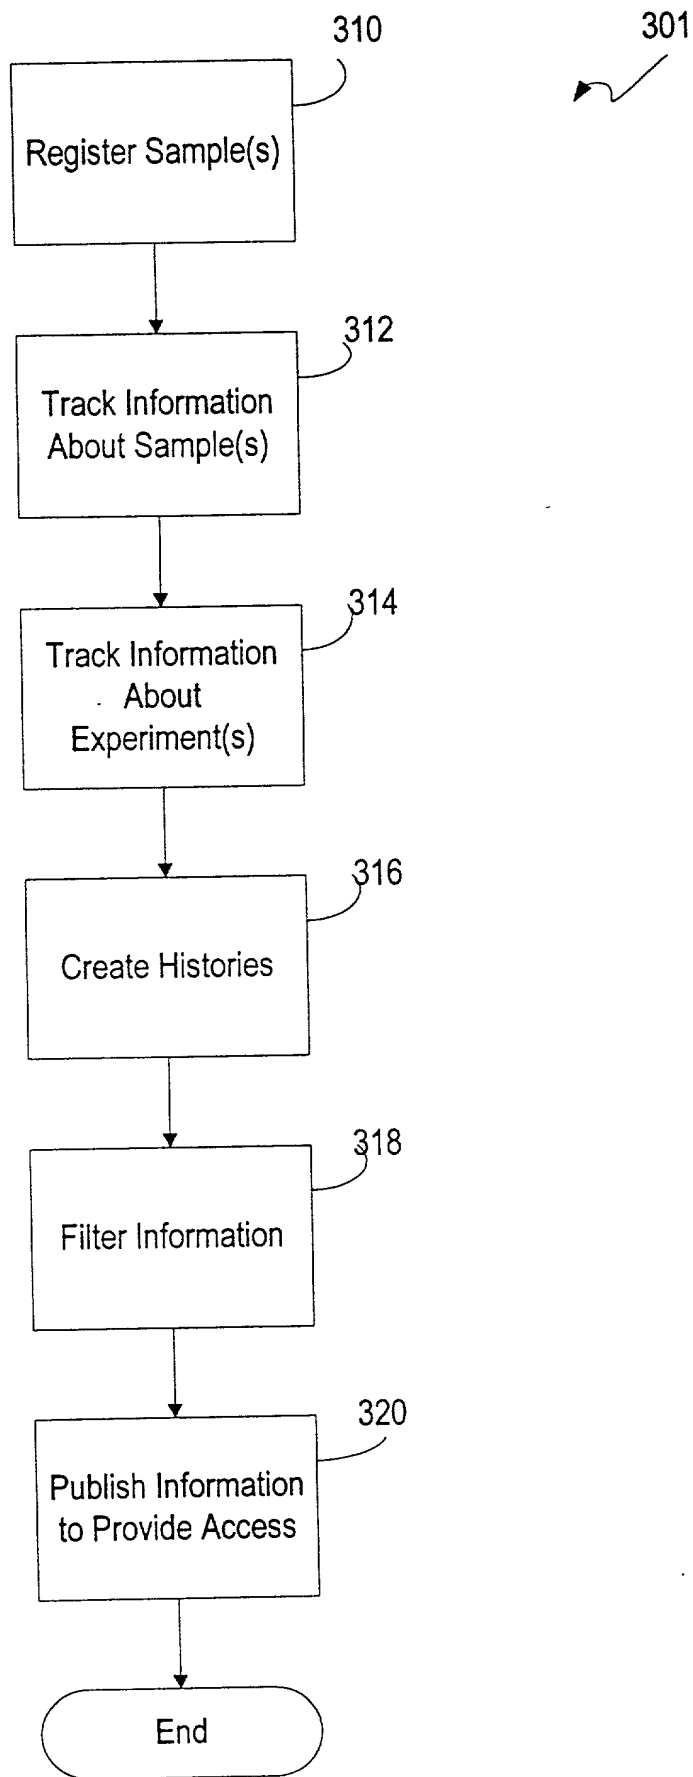 310
301
Register Sample(s)
312
Track Information
About Sample(s)
314
Track Information
About
Experiment(s)
316
Create Histories
318
Filter Information
320
Publish Information
to Provide Access
End